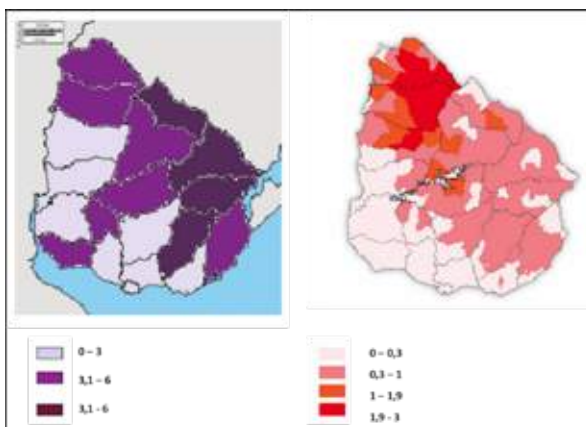 0 – 3
3,1 – 6
3,1 - 6
0 – 0,3
0,3 – 1
1 – 1,9
1,9 - 3